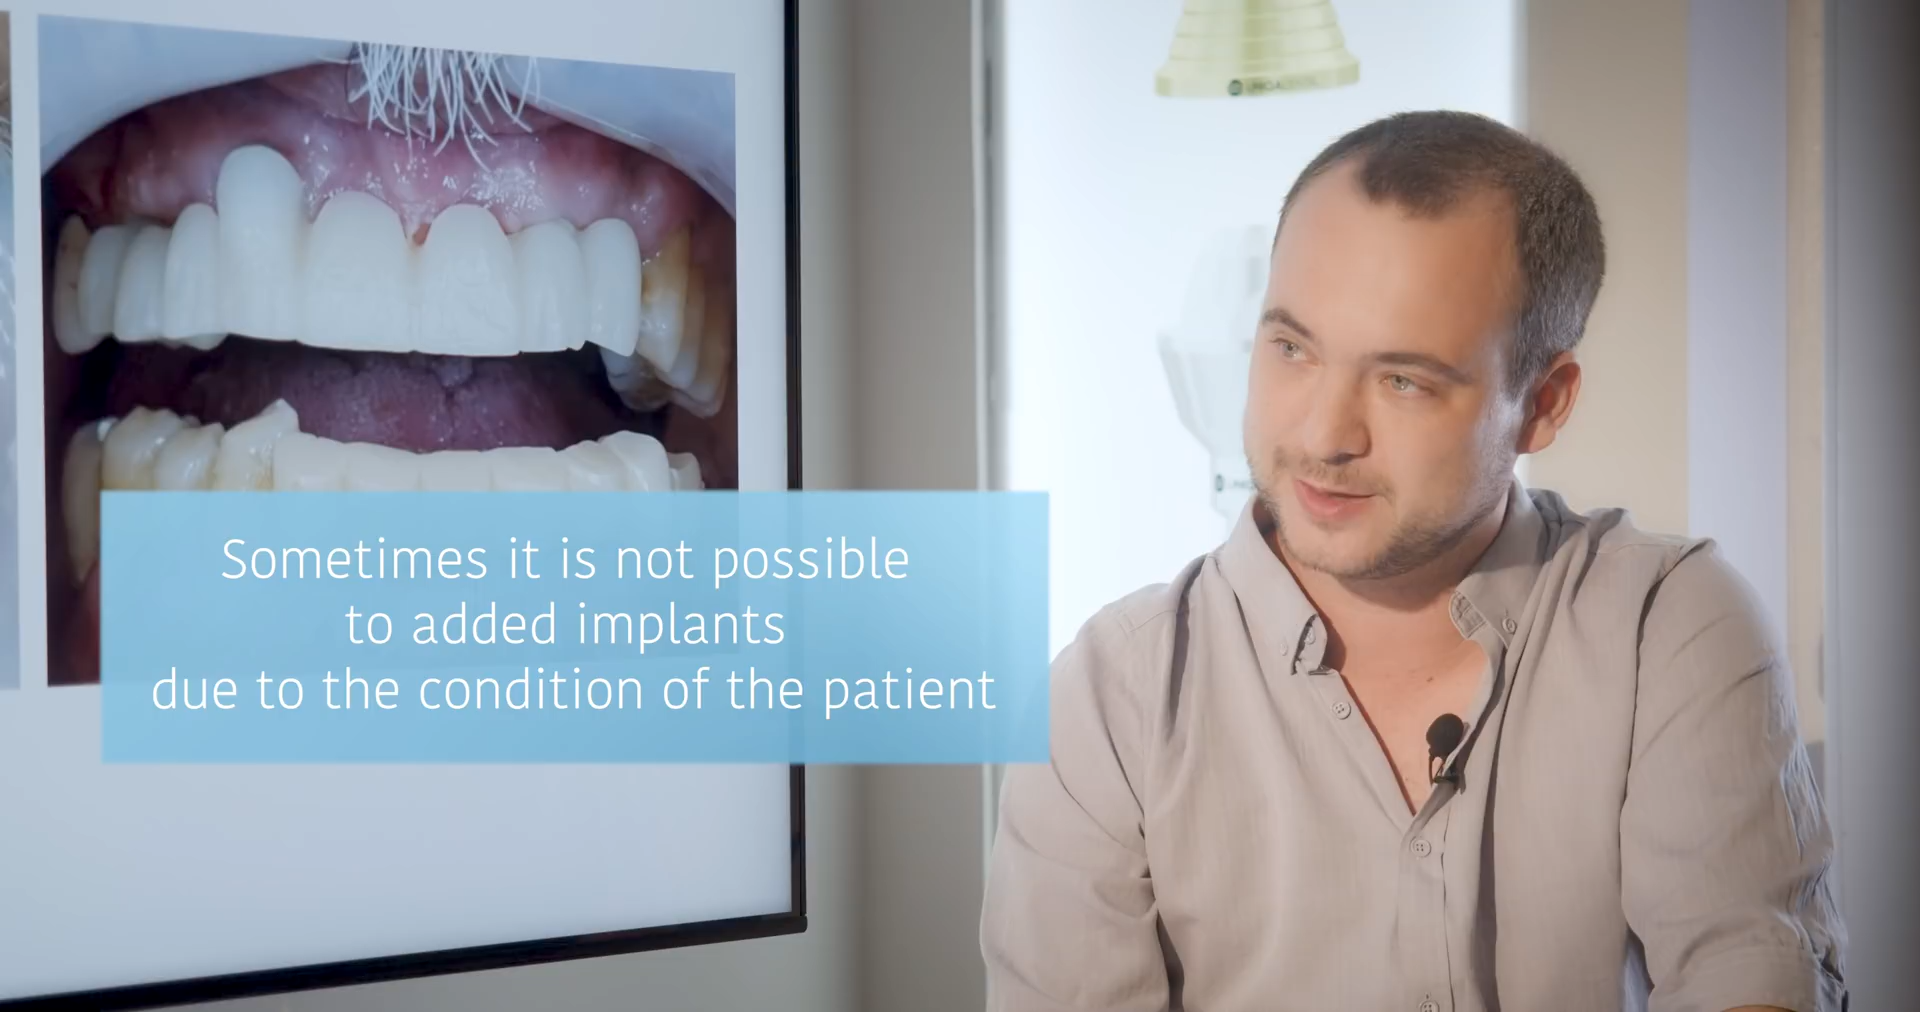 Sometimes it is not possible
to added implants
due to the condition of the patient